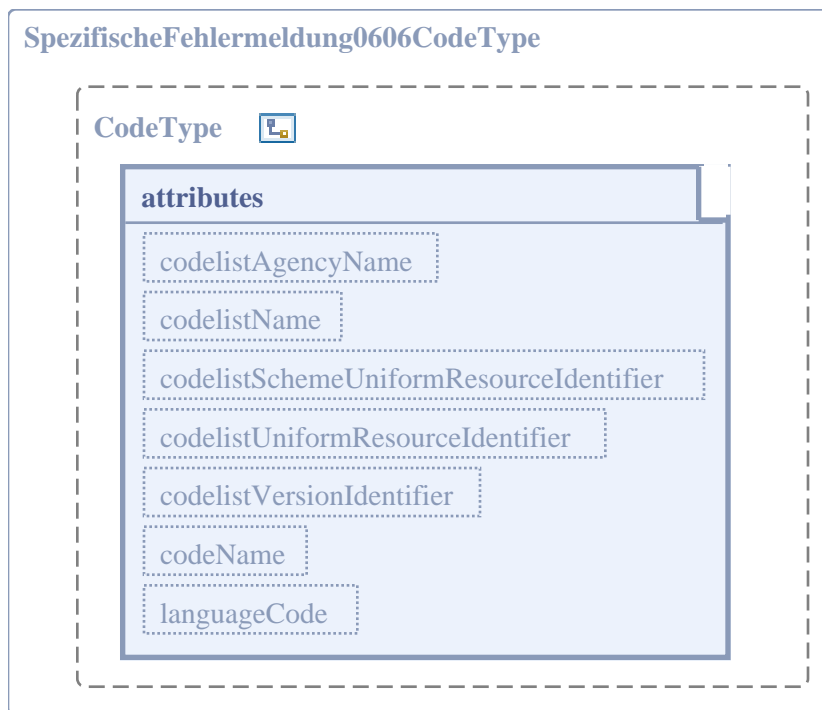 SpezifischeFehlermeldung0606CodeType
CodeType
attributes
codelistAgencyName
codelistName
codelistSchemeUniformResourceIdentifier
codelistUniformResourceIdentifier
codelistVersionIdentifier
codeName
languageCode